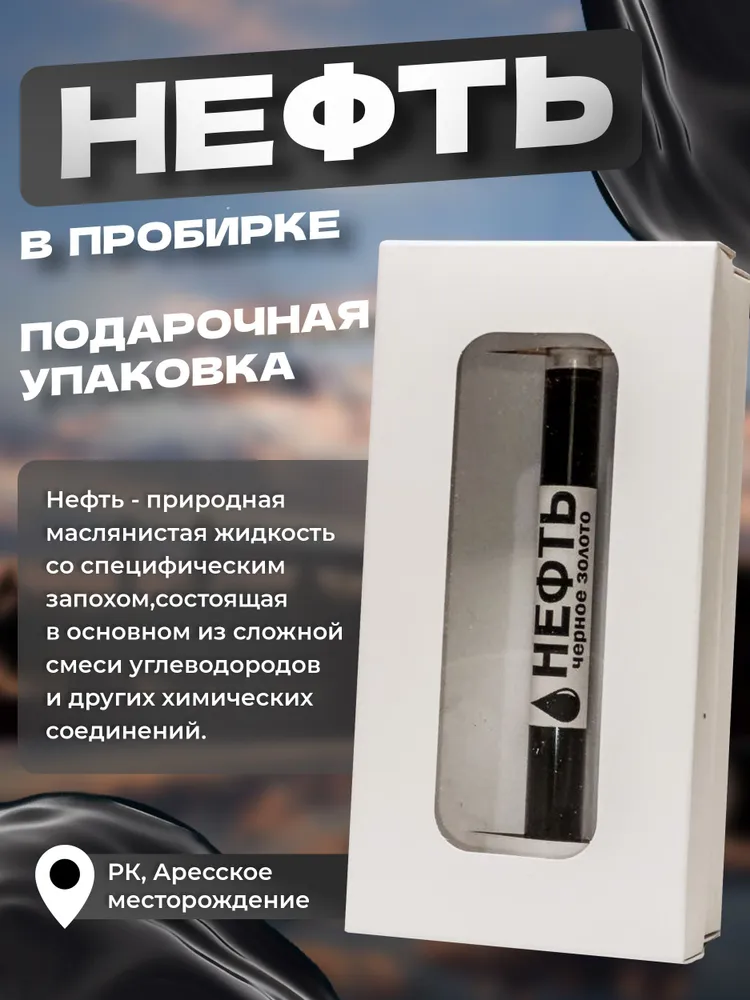 НЕФТЬ
В ПРОБИРКЕ
ПОДАРОЧНАЯ
УПАКОВКА
Нефть - природная
маслянистая жидкость
со специфическим
запохом,состоящая
в основном из сложной
смеси углеводородов
и других химических
соединений.
НЕФТЬ
черное золото
РК, Аресское
месторождение